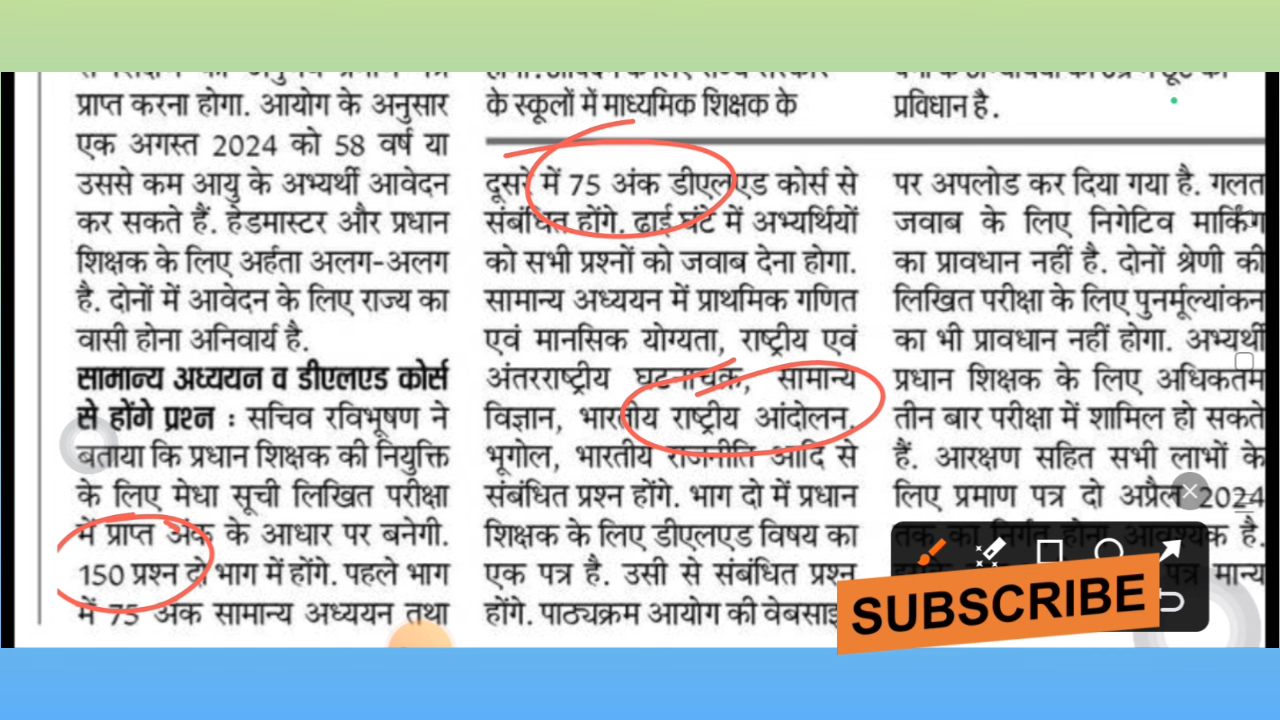 प्राप्त करना होगा. आयोग के अनुसार
एक अगस्त 2024 को 58 वर्ष या
उससे कम आयु के अभ्यर्थी आवेदन
कर सकते हैं. हेडमास्टर और प्रधान
शिक्षक के लिए अर्हता अलग-अलग
है. दोनों में आवेदन के लिए राज्य का
वासी होना अनिवार्य है.
सामान्य अध्ययन व डीएलएड कोर्स
से होंगे प्रश्न : सचिव रविभूषण ने
बताया कि प्रधान शिक्षक की नियुक्ति
के लिए मेधा सूची लिखित परीक्षा
में प्राप्त अंक के आधार पर बनेगी.
150 प्रश्न दो भाग में होंगे. पहले भाग
में 75 अंक सामान्य अध्ययन तथा
के स्कूलों में माध्यमिक शिक्षक के
प्रविधान है.
दूसरे में 75 अंक डीएलएड कोर्स से
संबंधित होंगे. ढाई घंटे में अभ्यर्थियों
को सभी प्रश्नों को जवाब देना होगा.
सामान्य अध्ययन में प्राथमिक गणित
एवं मानसिक योग्यता, राष्ट्रीय एवं
अंतरराष्ट्रीय घटनाचक्र, सामान्य
विज्ञान, भारतीय राष्ट्रीय आंदोलन,
भूगोल, भारतीय राजनीति आदि से
संबंधित प्रश्न होंगे. भाग दो में प्रधान
शिक्षक के लिए डीएलएड विषय का
एक पत्र है. उसी से संबंधित प्रश्न
होंगे. पाठ्यक्रम आयोग की
पर अपलोड कर दिया गया है. गलत
जवाब के लिए निगेटिव मार्किंग
का प्रावधान नहीं है. दोनों श्रेणी की
लिखित परीक्षा के लिए पुनर्मूल्यांकन
का भी प्रावधान नहीं होगा. अभ्यर्थी
प्रधान शिक्षक के लिए अधिकतम
तीन बार परीक्षा में शामिल हो सकते
हैं. आरक्षण सहित सभी लाभों के
लिए प्रमाण पत्र दो अप्रैल 2024
तक का निर्गत होना आवश्यक है.
पत्र मान्य
SUBSCRIBE